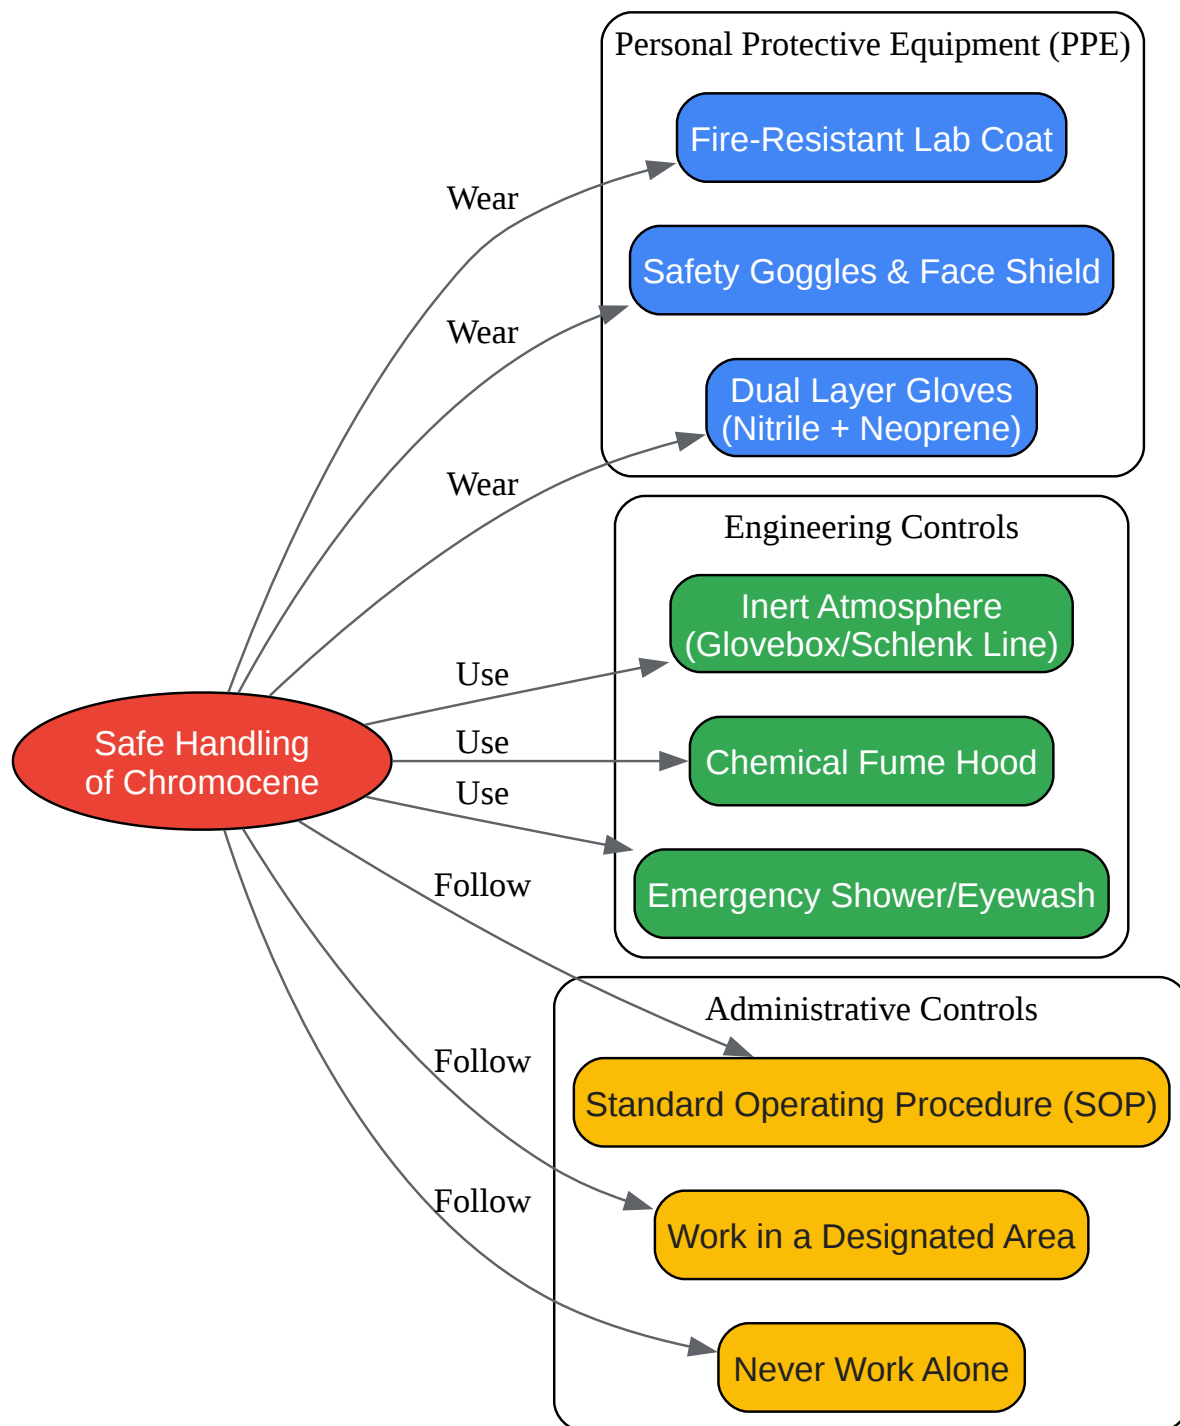 Personal Protective Equipment (PPE)
Fire-Resistant Lab Coat
Wear
Safety Goggles & Face Shield
Wear
Dual Layer Gloves
(Nitrile + Neoprene)
Wear
Engineering Controls
Inert Atmosphere
(Glovebox/Schlenk Line)
Use
Safe Handling
of Chromocene
Use
Chemical Fume Hood
Use
Emergency Shower/Eyewash
Follow
Administrative Controls
Standard Operating Procedure (SOP)
Follow
Work in a Designated Area
Follow
Never Work Alone